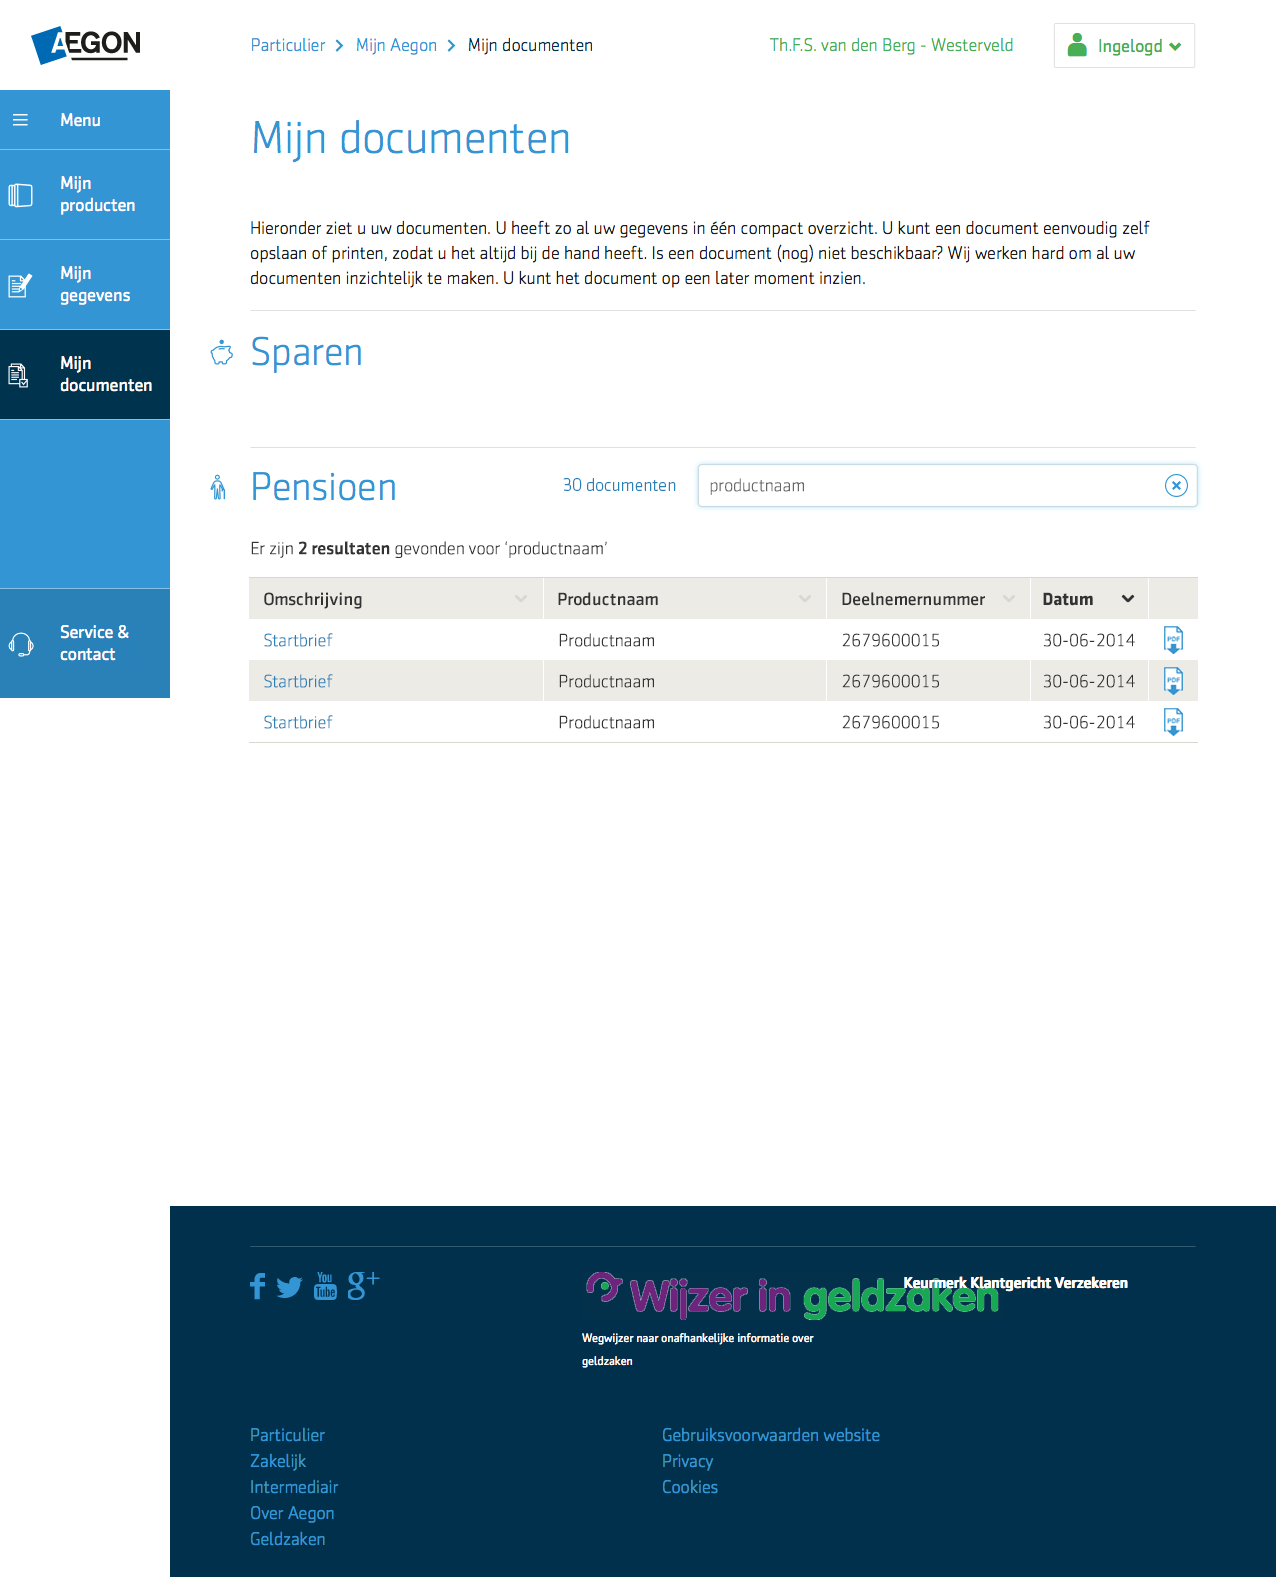 AEGON
Particulier > Mijn Aegon > Mijn documenten
Th.F.S. van den Berg - Westerveld
Ingelogd
Menu
Mijn
producten
Mijn
gegevens
Mijn
documenten
Service &
contact
Mijn documenten
Hieronder ziet u uw documenten. U heeft zo al uw gegevens in één compact overzicht. U kunt een document eenvoudig zelf
opslaan of printen, zodat u het altijd bij de hand heeft. Is een document (nog) niet beschikbaar? Wij werken hard om al uw
documenten inzichtelijk te maken. U kunt het document op een later moment inzien.
Sparen
Pensioen
30 documenten
productnaam
Er zijn 2 resultaten gevonden voor ‘productnaam’
Omschrijving Productnaam Deelnemernummer Datum
Startbrief Productnaam 2679600015 30-06-2014 PDF
Startbrief Productnaam 2679600015 30-06-2014 PDF
Startbrief Productnaam 2679600015 30-06-2014 PDF
f You Tube g+
Wijzer in geldzaken
Keurmerk Klantgericht Verzekeren
Wegwijzer naar onafhankelijke informatie over
geldzaken
Particulier
Zakelijk
Intermediair
Over Aegon
Geldzaken
Gebruiksvoorwaarden website
Privacy
Cookies